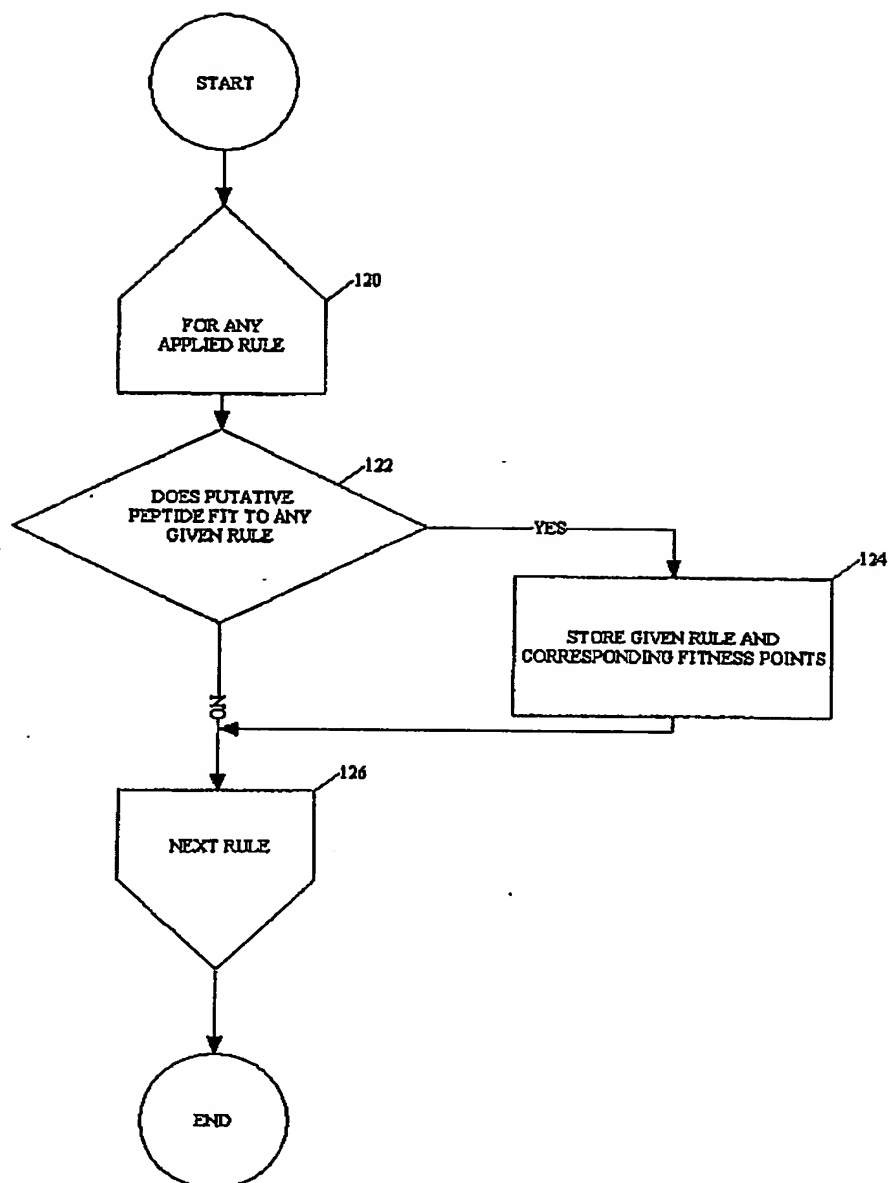 START
120
FOR ANY
APPLIED RULE
122
DOES PUTATIVE
PEPTIDE FIT TO ANY
GIVEN RULE
YES
124
STORE GIVEN RULE AND
CORRESPONDING FITNESS POINTS
NO
126
NEXT RULE
END